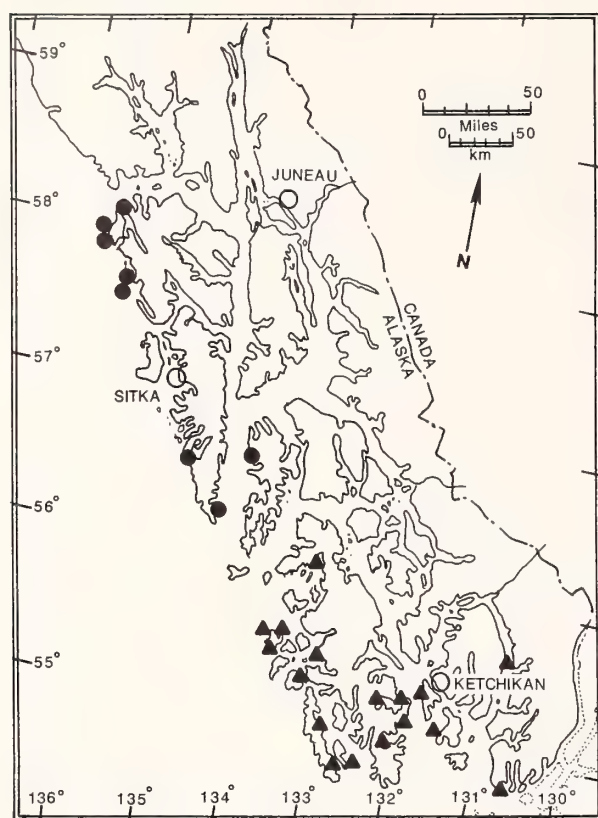 59°
0 50
Miles
0 50
km
JUNEAU
58°
N
CANADA
ALASKA
57°
SITKA
56°
55°
KETCHIKAN
136° 135° 134° 133° 132° 131° 130°